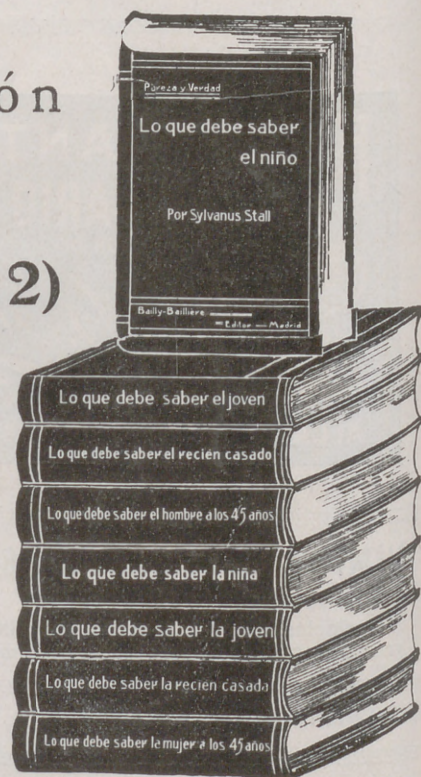 ón
2)
Pureza y Verdad
Lo que debe saber
el niño
Por Sylvanus Stall
Bailly-Bailliere
Editor — Madrid
Lo que debe saber el joven
Lo que debe saber el recién casado
Lo que debe saber el hombre a los 45 años
Lo que debe saber la niña
Lo que debe saber la joven
Lo que debe saber la recien casada
Lo que debe saber la mujer a los 45 años